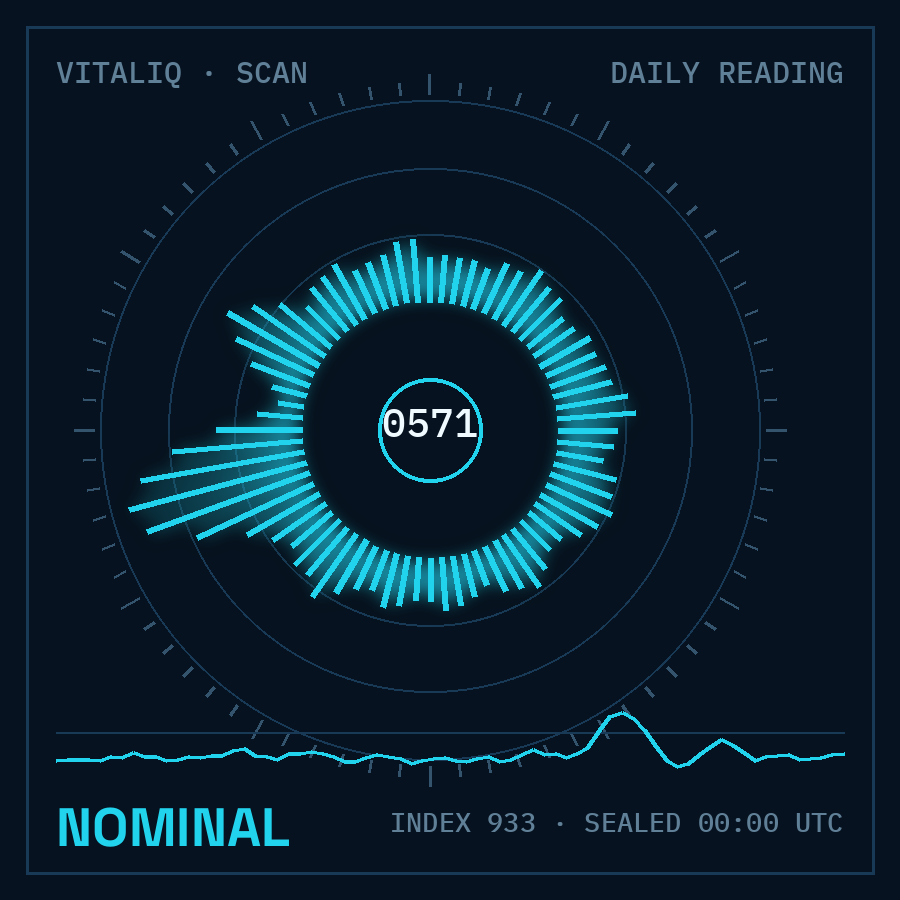 VITALIQ · SCAN
DAILY READING
0571
NOMINAL
INDEX 933 · SEALED 00:00 UTC